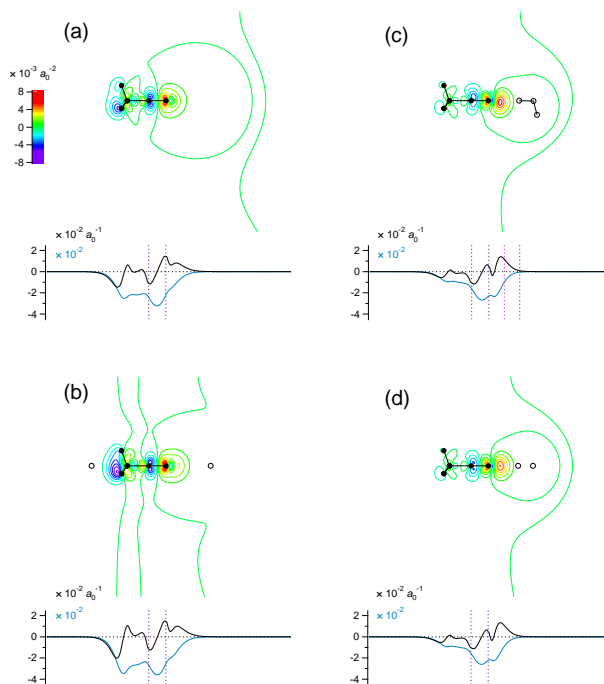 (a)
× 10⁻³ a₀⁻²
8
4
0
-4
-8
× 10⁻² a₀⁻¹
× 10⁻²
2
0
-2
-4
(c)
× 10⁻² a₀⁻¹
× 10⁻²
2
0
-2
-4
(b)
× 10⁻² a₀⁻¹
× 10⁻²
2
0
-2
-4
(d)
× 10⁻² a₀⁻¹
× 10⁻²
2
0
-2
-4